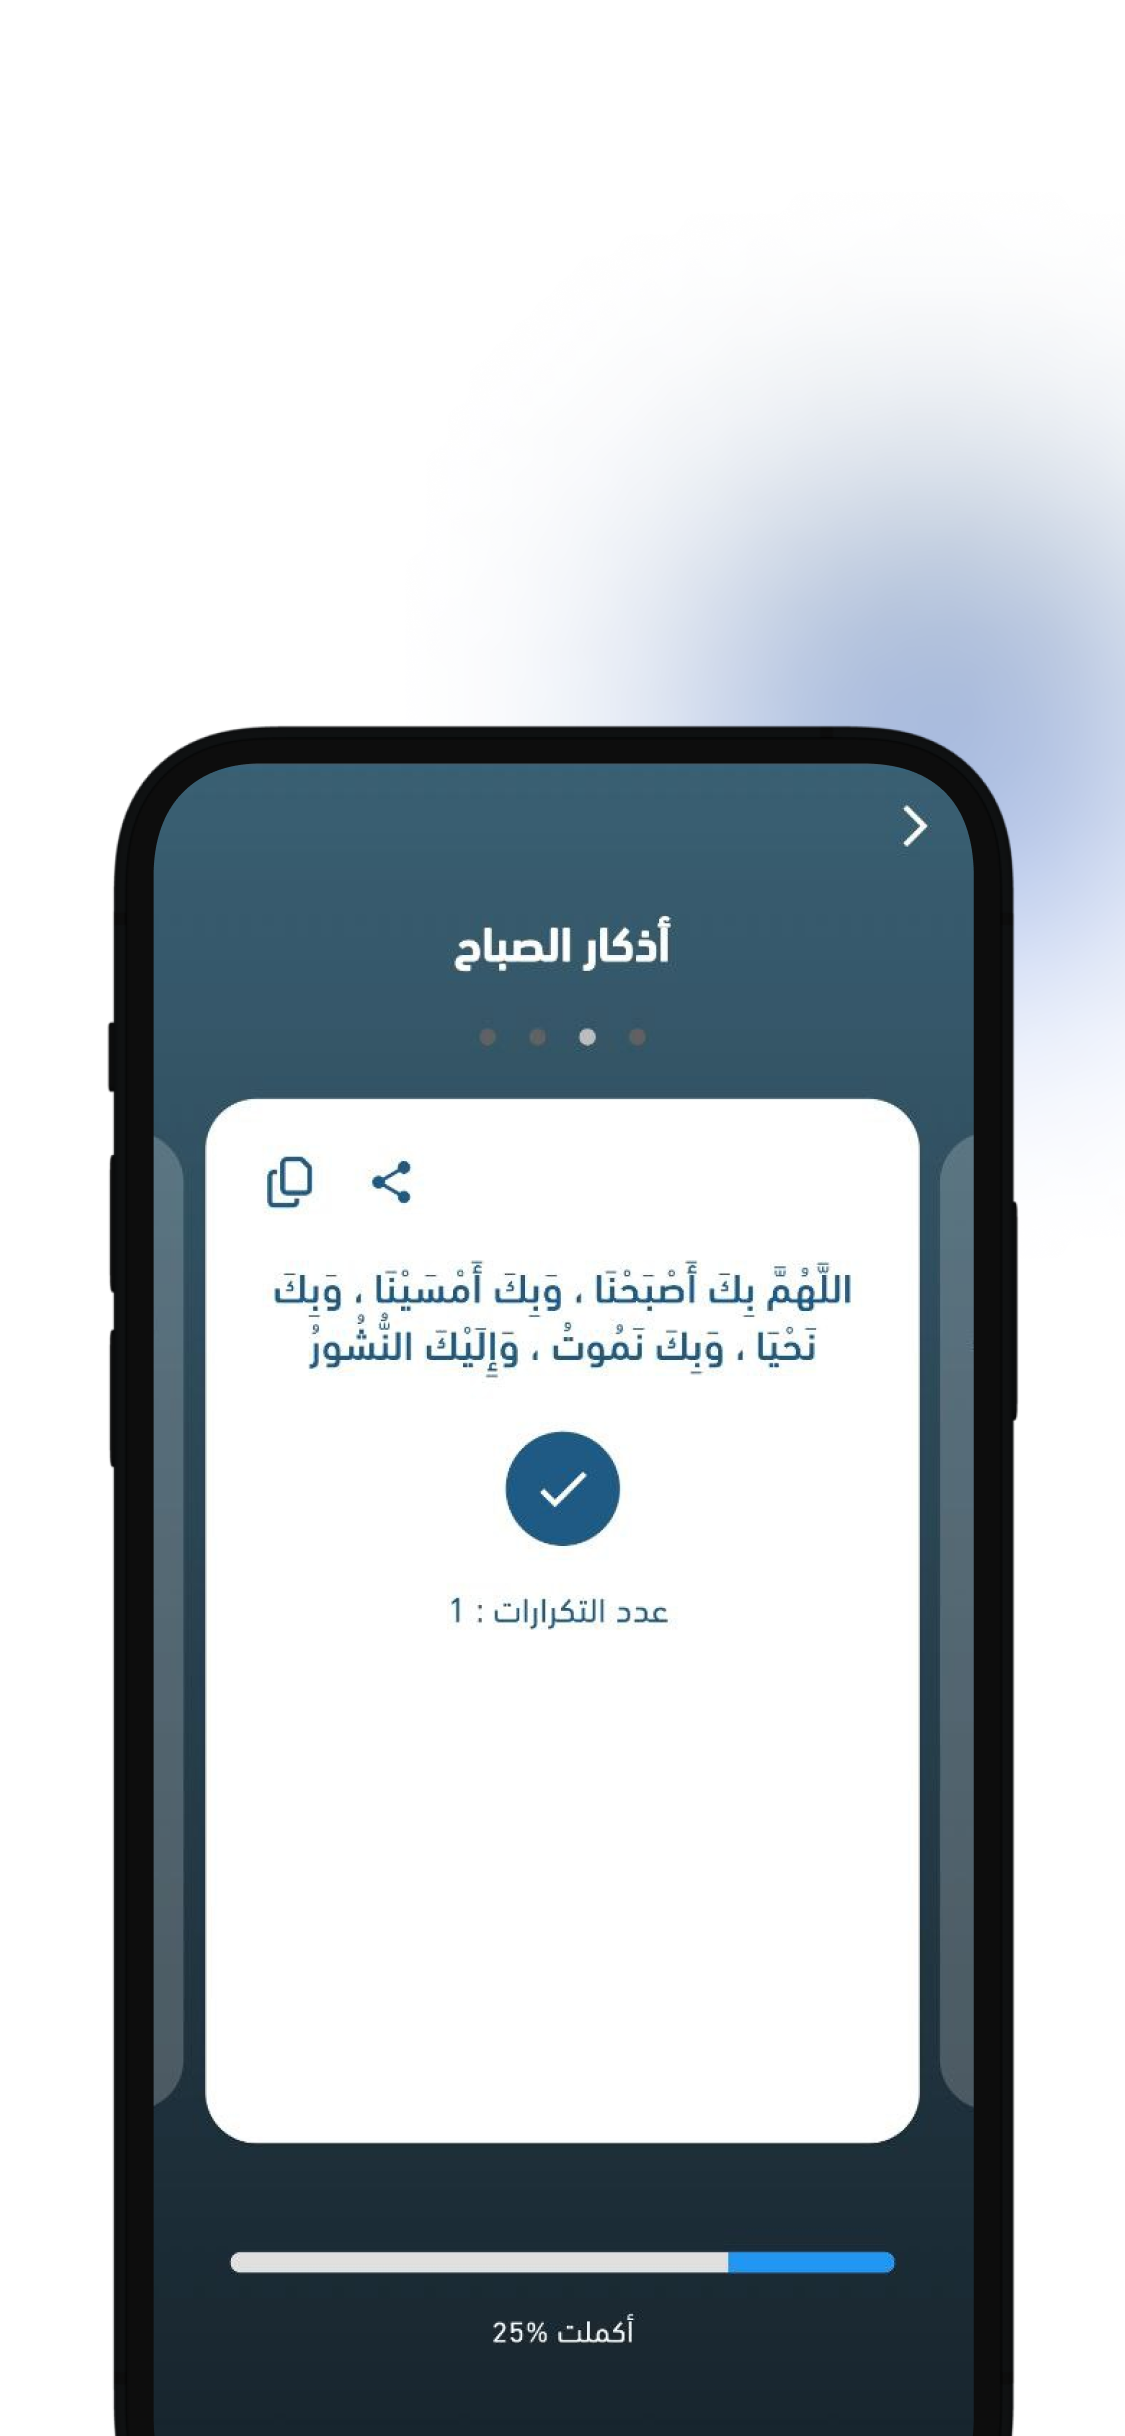 أذكار الصباح
اللَّهُمَّ بِكَ أَصْبَحْنَا ، وَبِكَ أَمْسَيْنَا ، وَبِكَ
نَحْيَا ، وَبِكَ نَمُوتُ ، وَإِلَيْكَ النُّشُورُ
عدد التكرارات : 1
أكملت %25